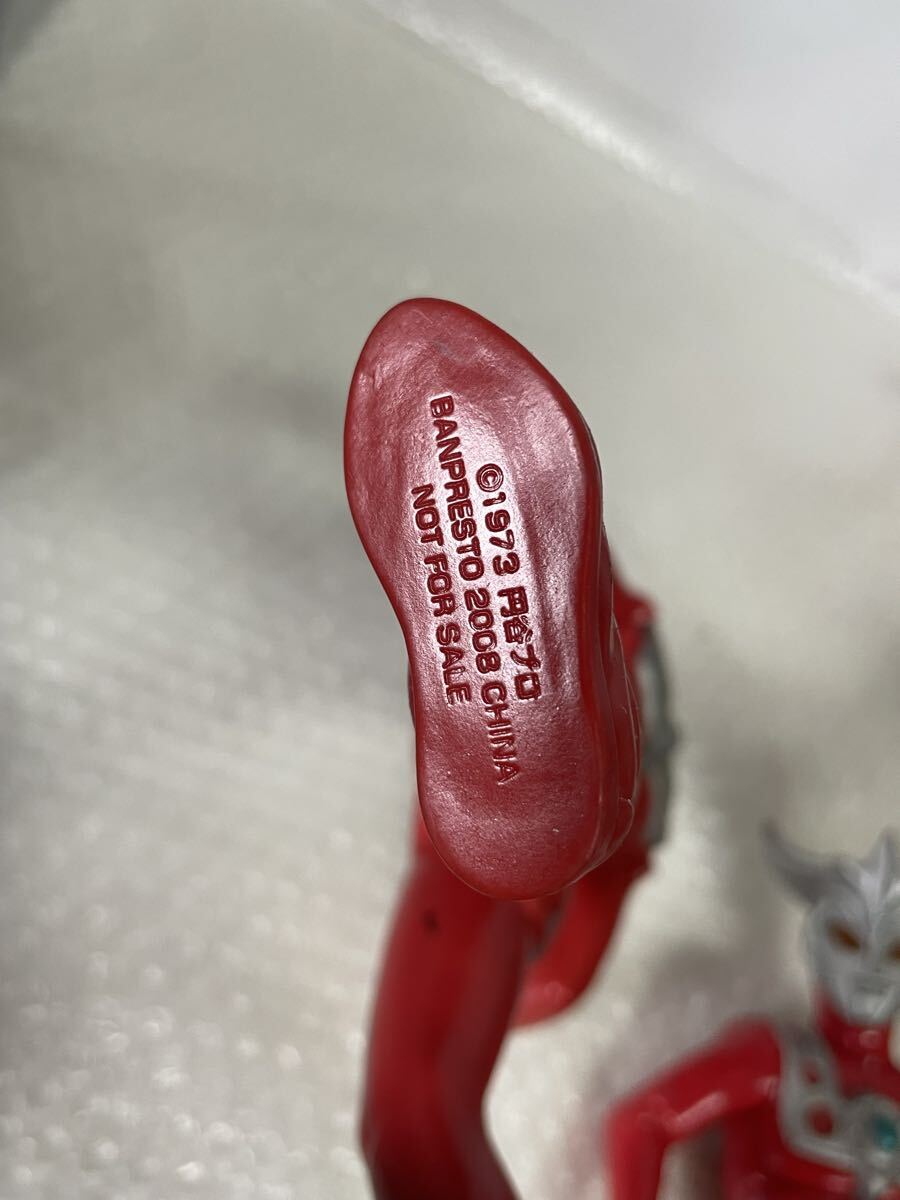 ©1973 円谷プロ
BANPRESTO 2008 CHINA
NOT FOR SALE